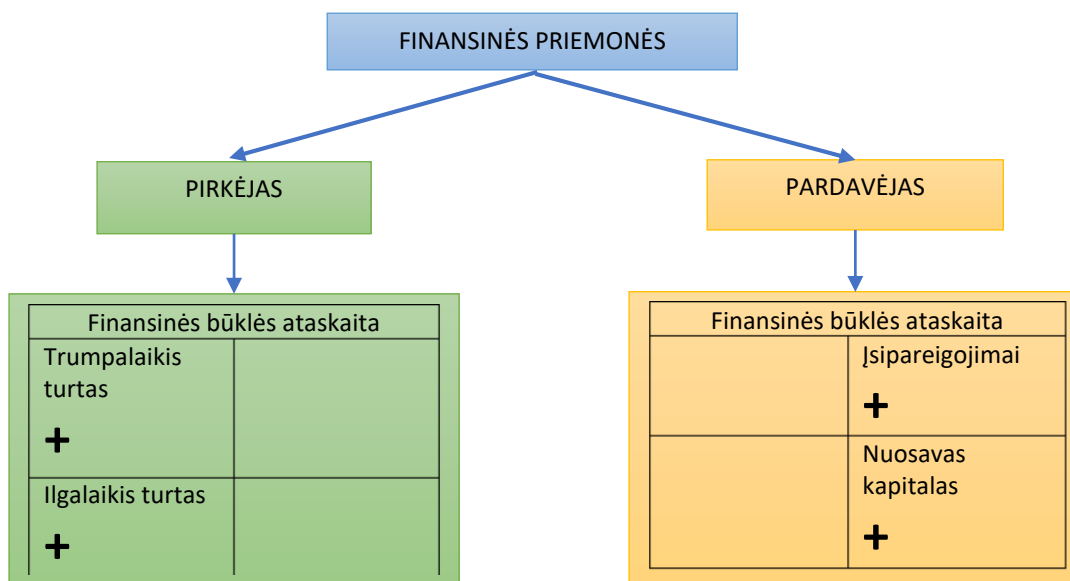 FINANSINĖS PRIEMONĖS
PIRKĖJAS
PARDAVĖJAS
Finansinės būklės ataskaita
Trumpalaikis
turtas
+
Ilgalaikis turtas
+
Finansinės būklės ataskaita
Įsipareigojimai
+
Nuosavas
kapitalas
+